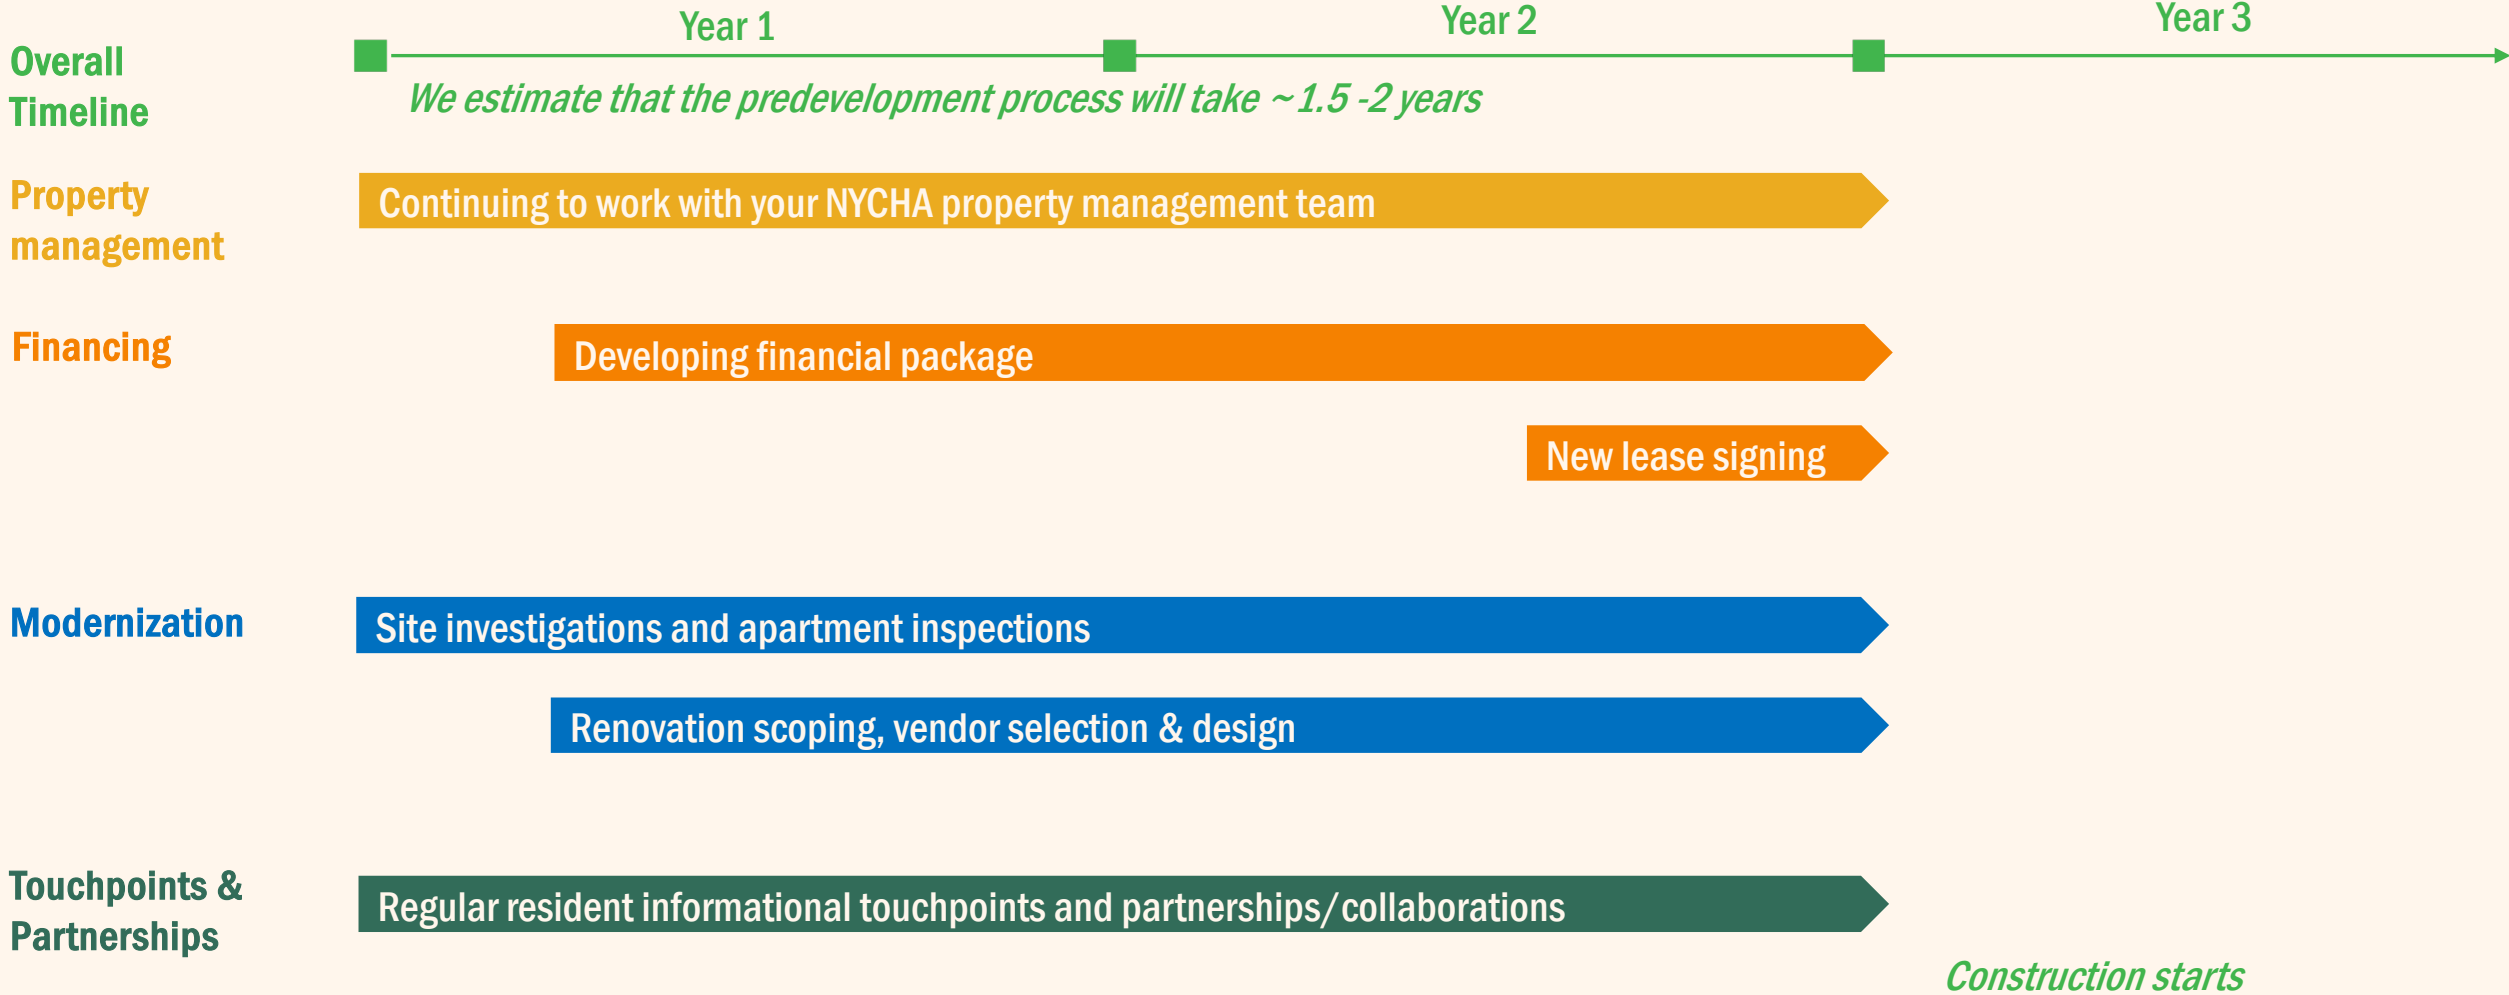 Year 1
Year 2
Year 3
Overall
Timeline
We estimate that the predevelopment process will take ~1.5 -2 years
Property
management
Continuing to work with your NYCHA property management team
Financing
Developing financial package
New lease signing
Modernization
Site investigations and apartment inspections
Renovation scoping, vendor selection & design
Touchpoints &
Partnerships
Regular resident informational touchpoints and partnerships/collaborations
Construction starts